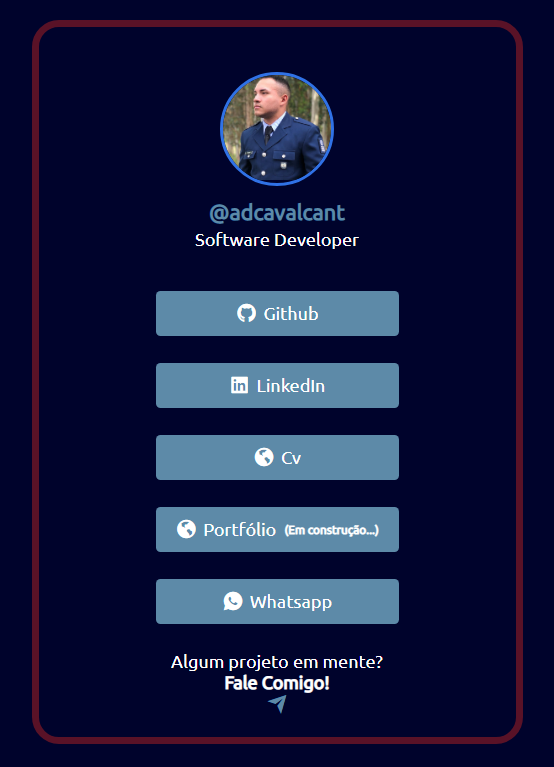 @adcavalcant
Software Developer
Github
LinkedIn
Cv
Portfólio (Em construção...)
Whatsapp
Algum projeto em mente?
Fale Comigo!